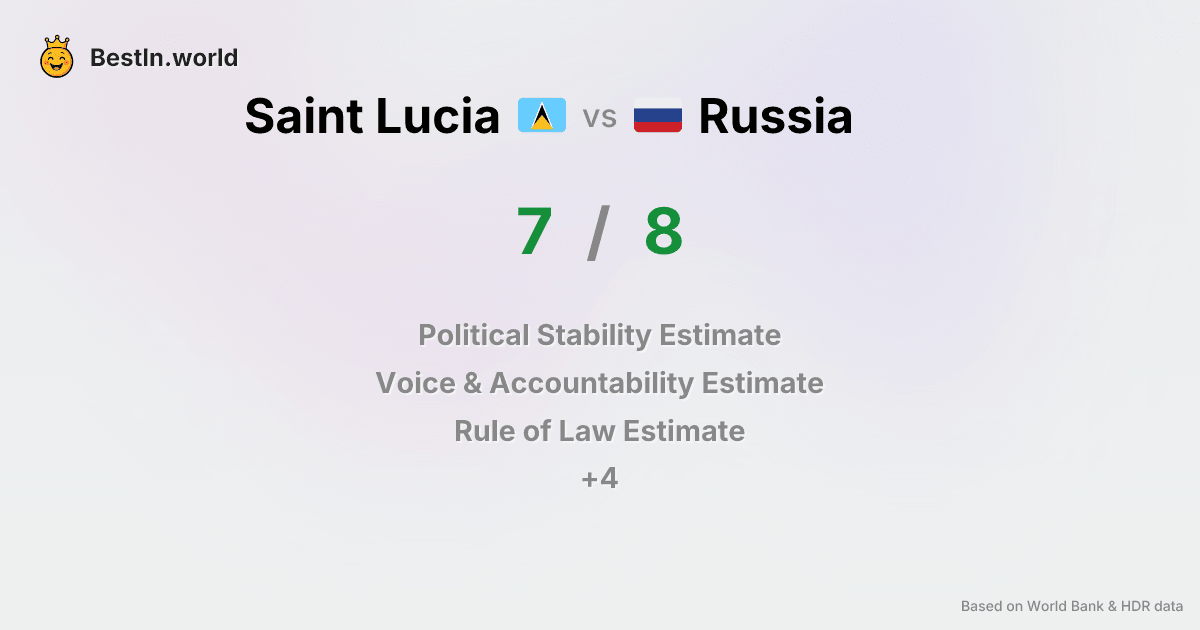 BestIn.world
Saint Lucia vs Russia
7 / 8
Political Stability Estimate
Voice & Accountability Estimate
Rule of Law Estimate
+4
Based on World Bank & HDR data